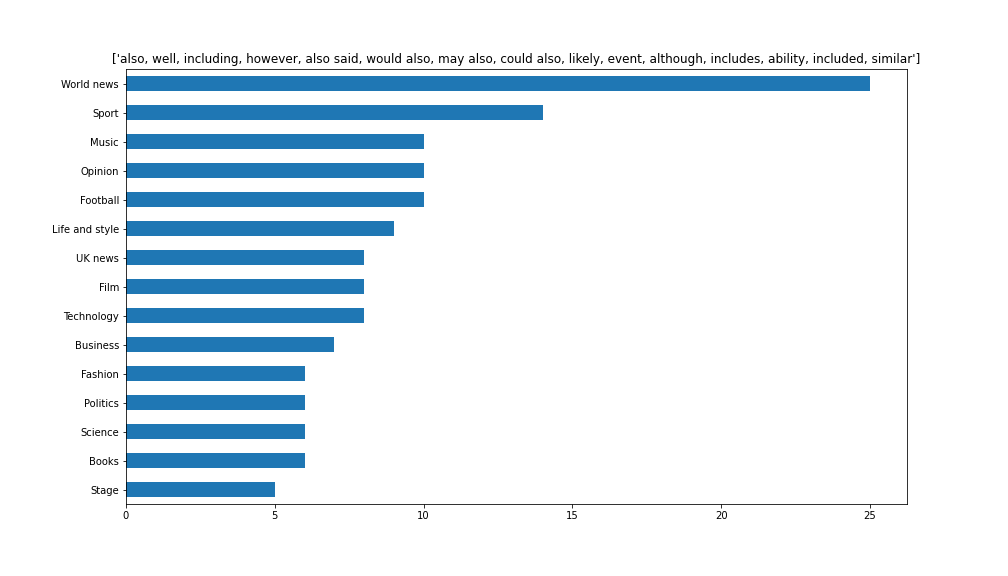 ['also, well, including, however, also said, would also, may also, could also, likely, event, although, includes, ability, included, similar']
World news
Sport
Music
Opinion
Football
Life and style
UK news
Film
Technology
Business
Fashion
Politics
Science
Books
Stage
0 5 10 15 20 25